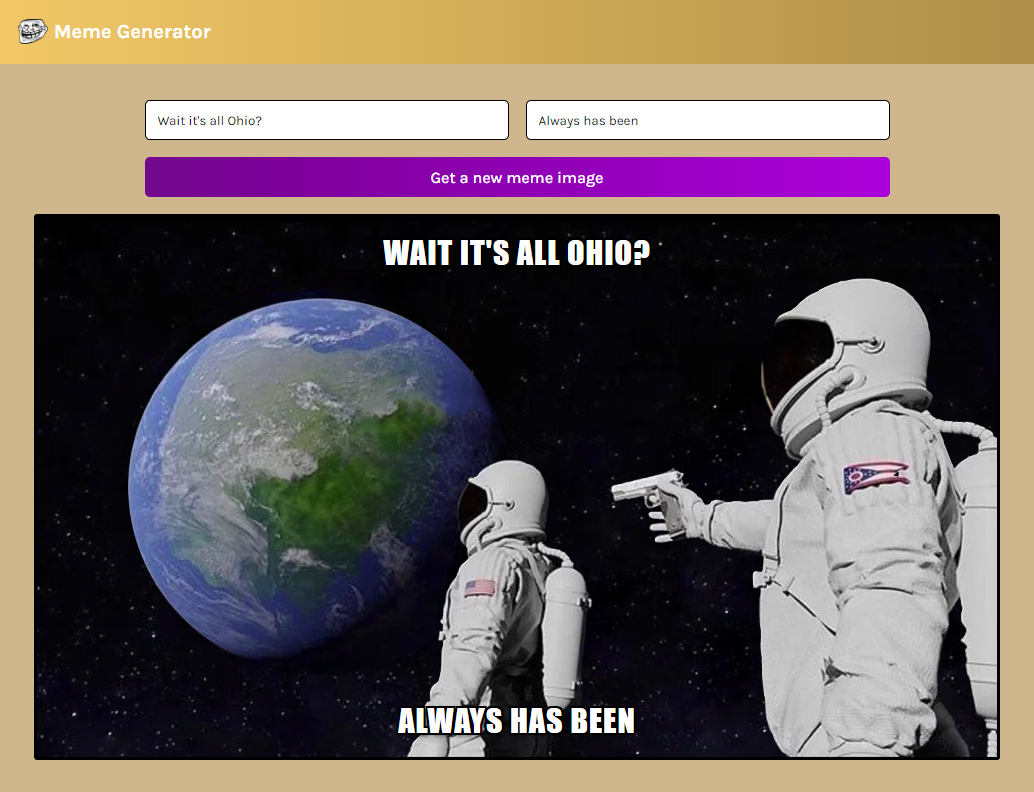 Meme Generator
Wait it's all Ohio?
Always has been
Get a new meme image
WAIT IT'S ALL OHIO?
ALWAYS HAS BEEN